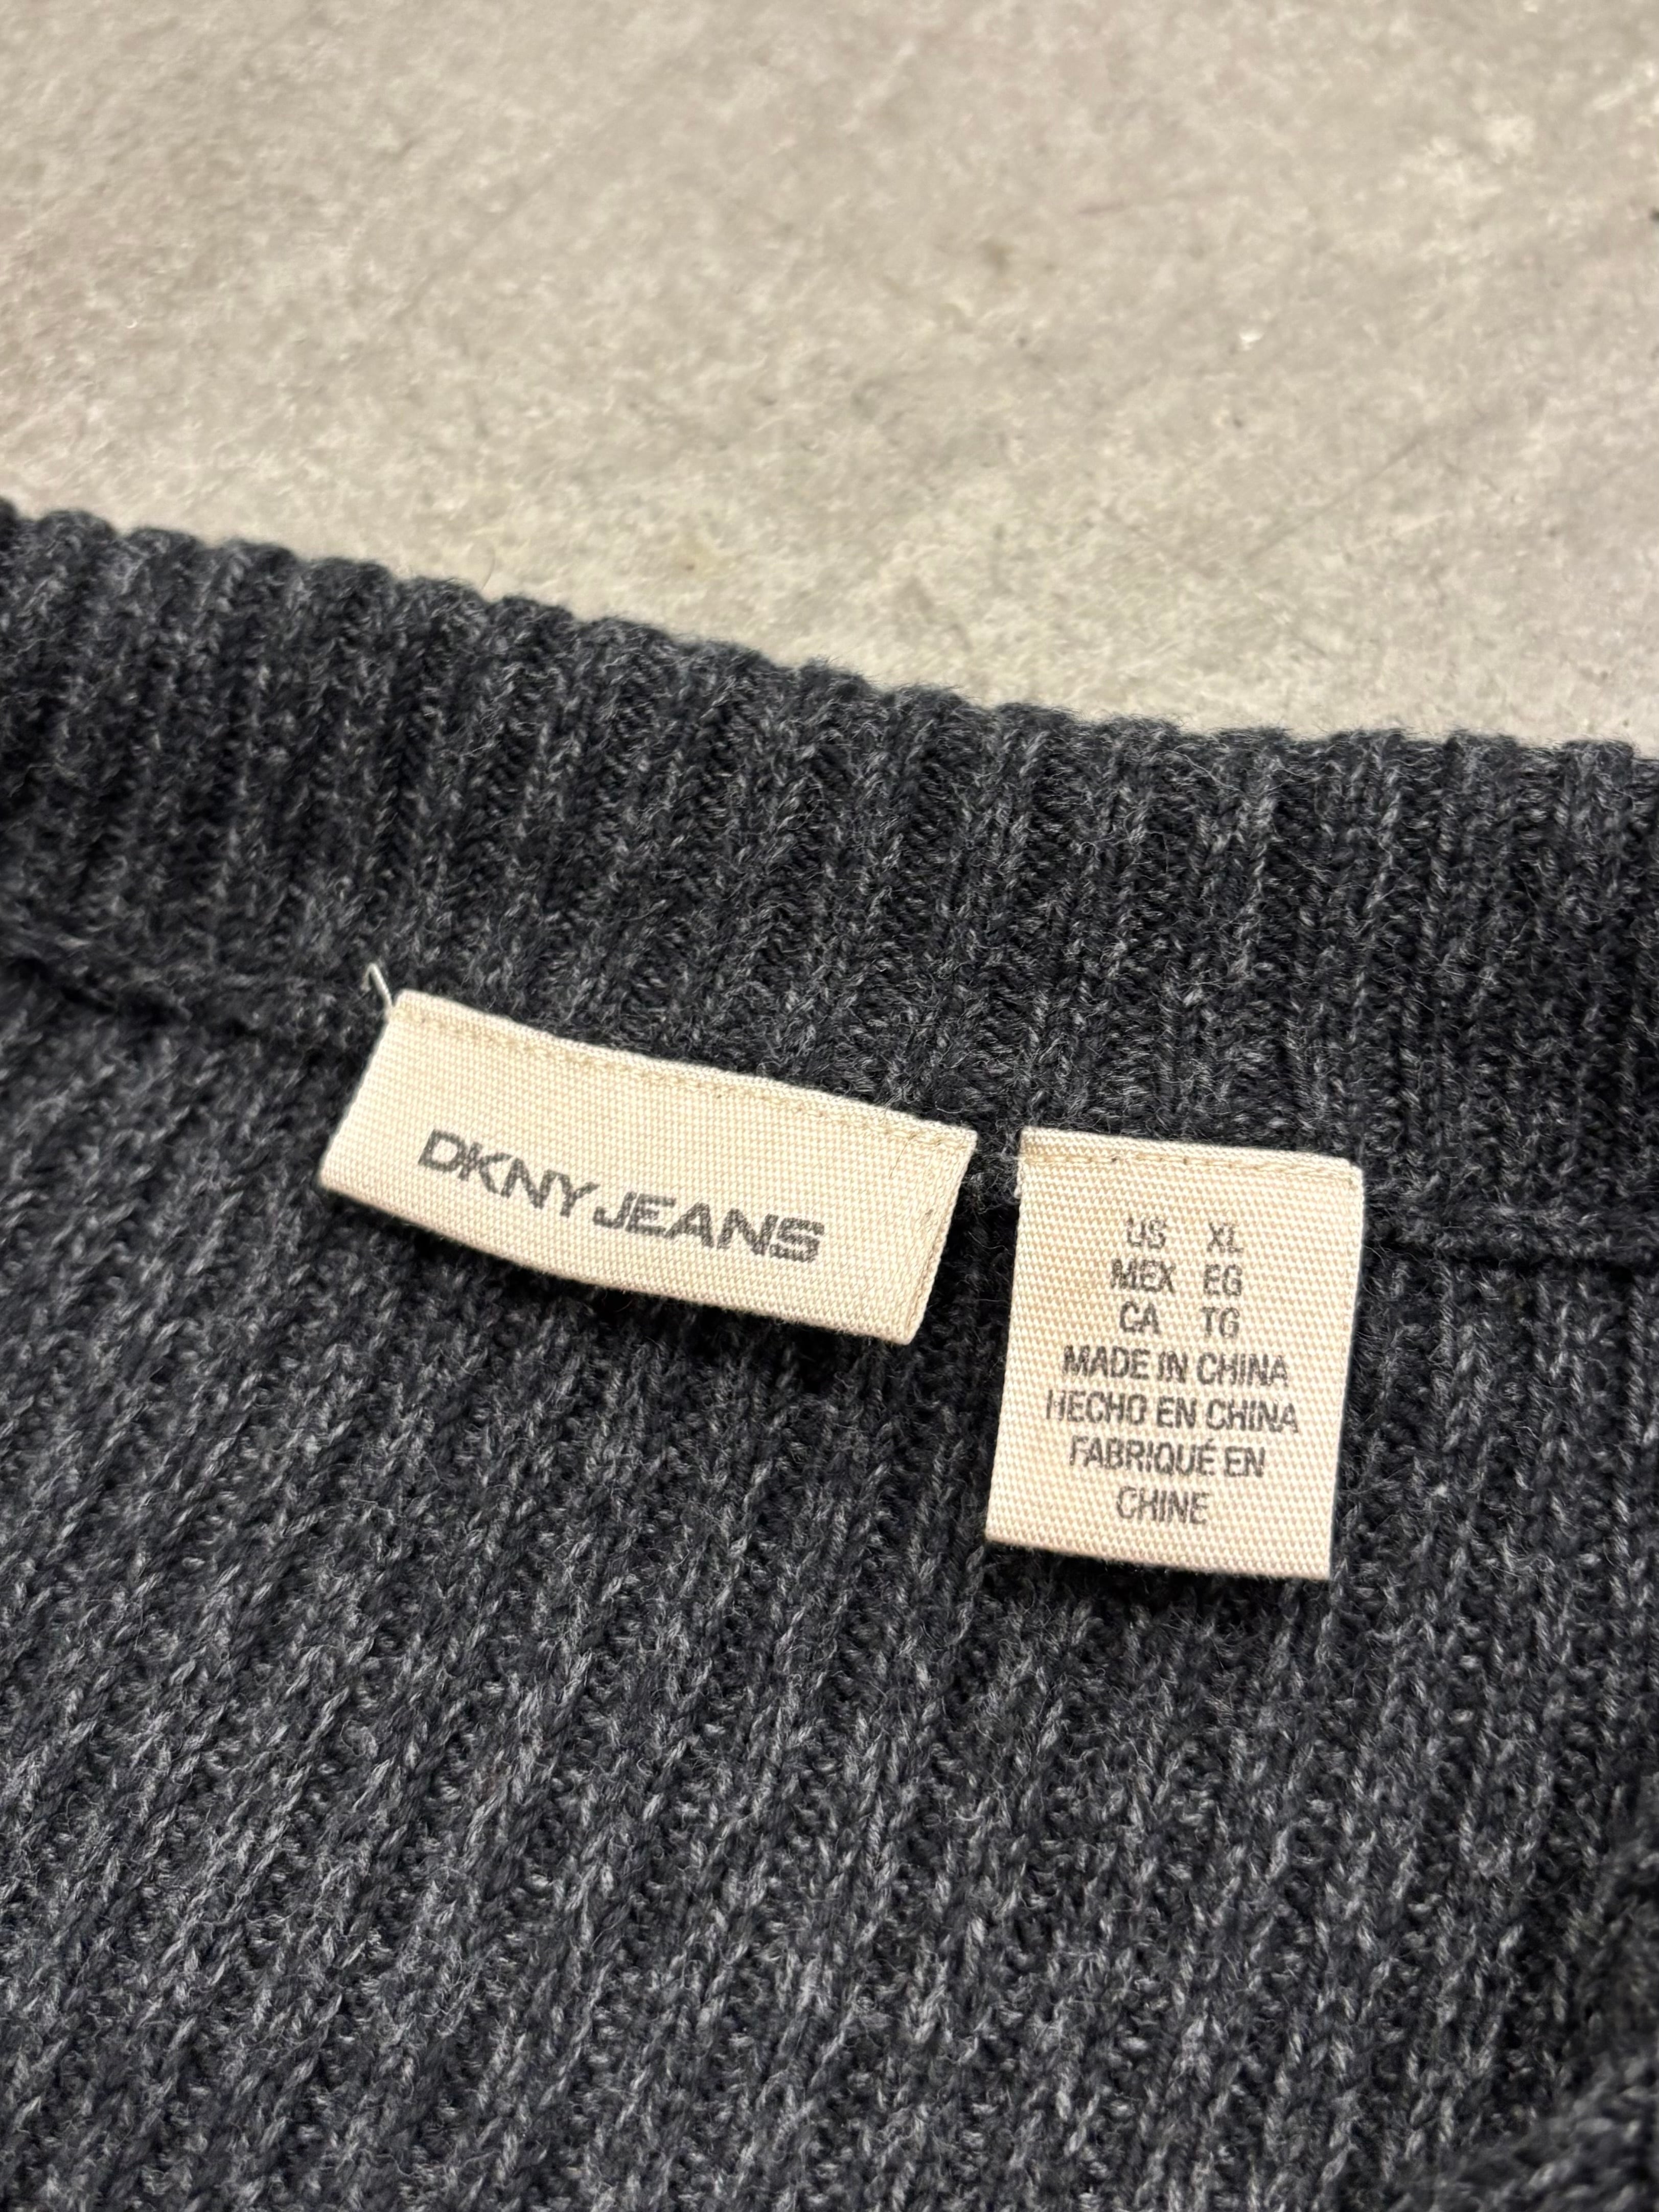 DKNY JEANS
US XL
MEX EG
CA TG
MADE IN CHINA
HECHO EN CHINA
FABRIQUÉ EN
CHINE